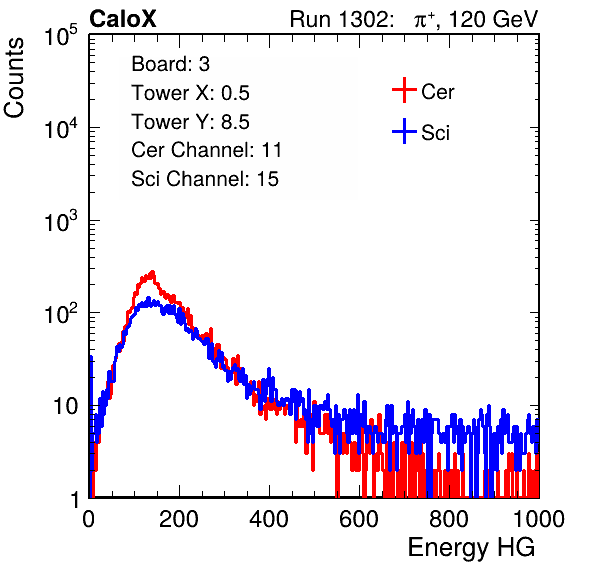 CaloX Run 1302: π⁺, 120 GeV
Counts
10⁵
10⁴
10³
10²
10
1
Board: 3
Tower X: 0.5
Tower Y: 8.5
Cer Channel: 11
Sci Channel: 15
Cer
Sci
0 200 400 600 800 1000
Energy HG